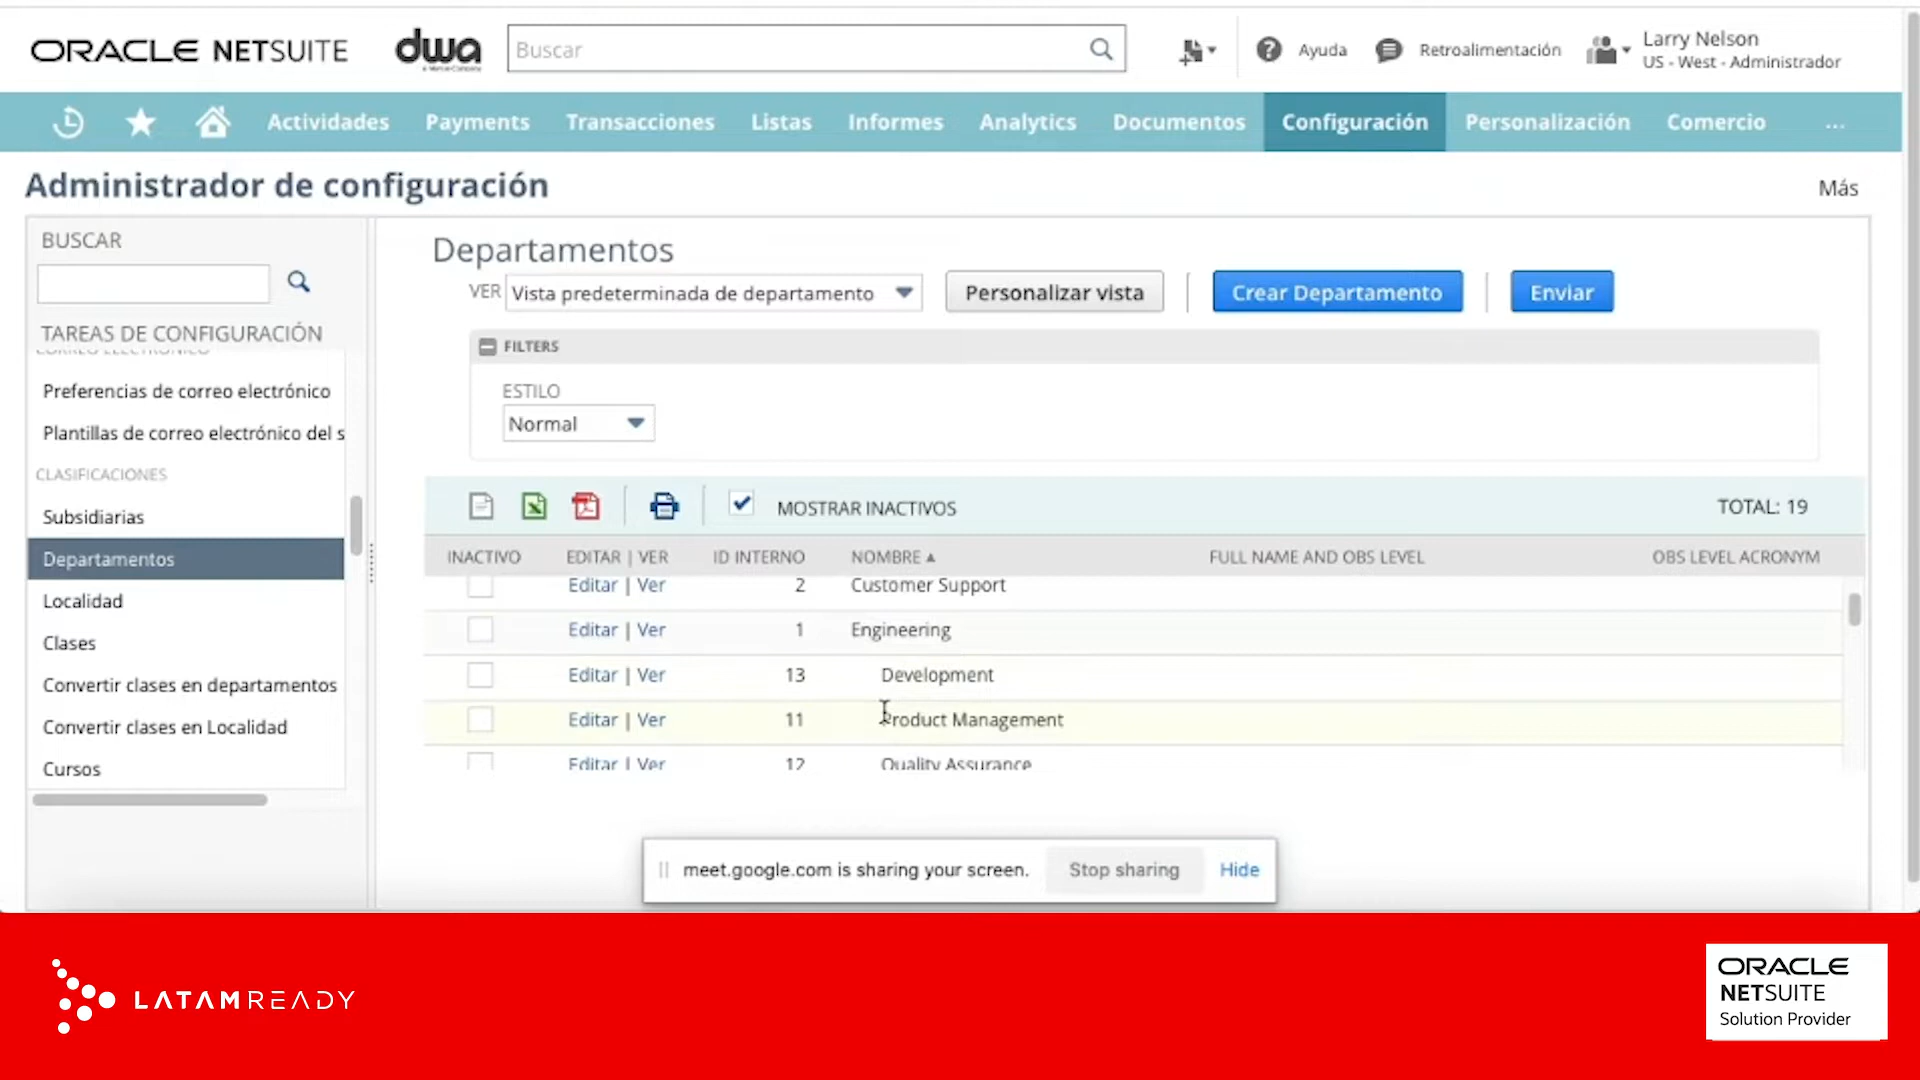 ORACLE NETSUITE
dwa
Buscar
Ayuda
Retroalimentación
Larry Nelson
US - West - Administrador
Actividades
Payments
Transacciones
Listas
Informes
Analytics
Documentos
Configuración
Personalización
Comercio
...
Administrador de configuración
Más
BUSCAR
TAREAS DE CONFIGURACIÓN
CORREO ELECTRÓNICO
Preferencias de correo electrónico
Plantillas de correo electrónico del s
CLASIFICACIONES
Subsidiarias
Departamentos
Localidad
Clases
Convertir clases en departamentos
Convertir clases en Localidad
Cursos
Departamentos
VER Vista predeterminada de departamento
Personalizar vista
Crear Departamento
Enviar
FILTERS
ESTILO
Normal
MOSTRAR INACTIVOS
TOTAL: 19
INACTIVO EDITAR | VER ID INTERNO NOMBRE ▲ FULL NAME AND OBS LEVEL OBS LEVEL ACRONYM
Editar | Ver 2 Customer Support
Editar | Ver 1 Engineering
Editar | Ver 13 Development
Editar | Ver 11 Product Management
Editar | Ver 12 Quality Assurance
meet.google.com is sharing your screen.
Stop sharing
Hide
LATAMREADY
ORACLE
NETSUITE
Solution Provider